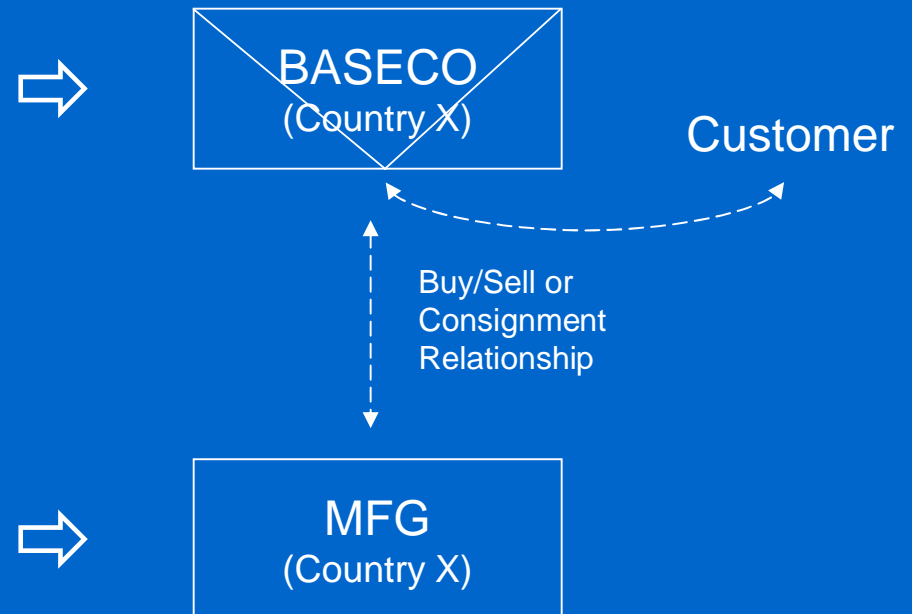 BASECO
(Country X)
Customer
Buy/Sell or
Consignment
Relationship
MFG
(Country X)